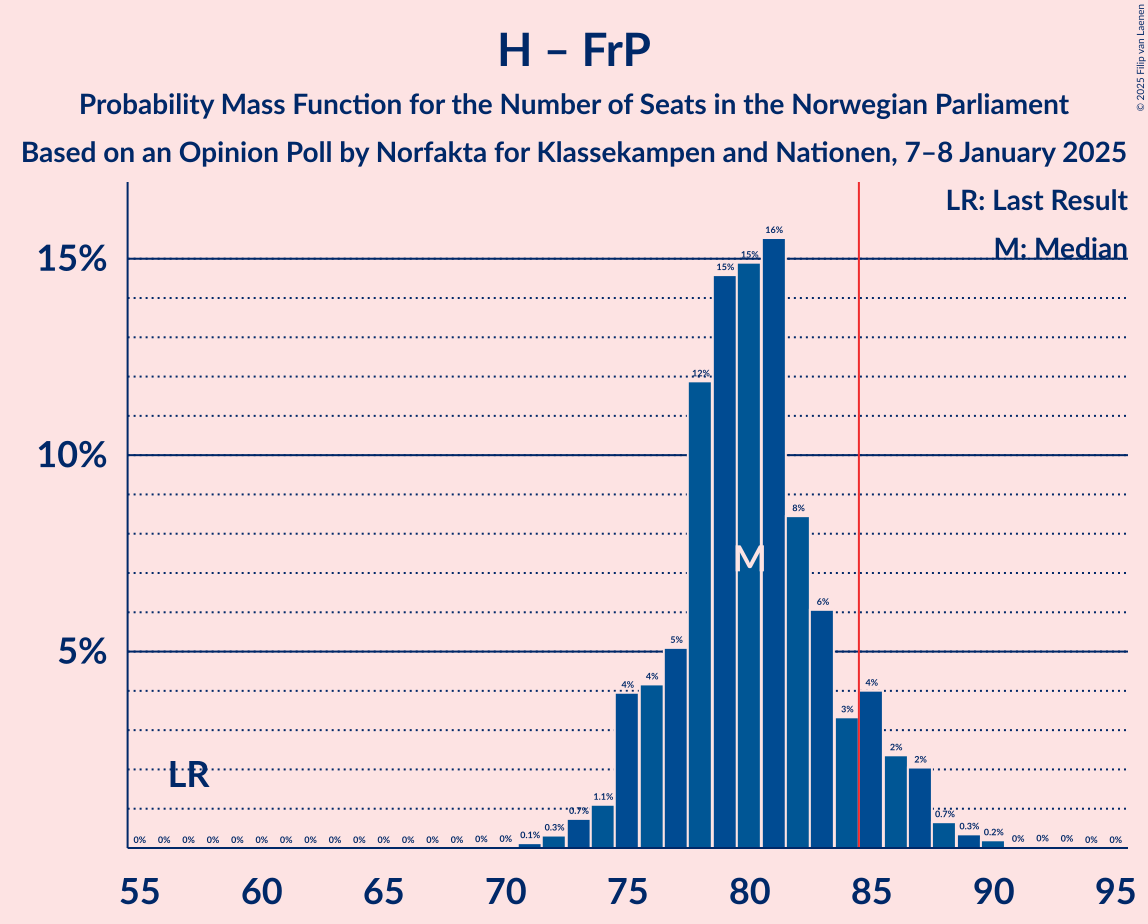 H – FrP
Probability Mass Function for the Number of Seats in the Norwegian Parliament
Based on an Opinion Poll by Norfakta for Klassekampen and Nationen, 7–8 January 2025
© 2025 Filip van Laenen
LR: Last Result
M: Median
15%
10%
5%
0% 0% 0% 0% 0% 0% 0% 0% 0% 0% 0% 0% 0% 0% 0% 0% 0.1% 0.3% 0.7% 1.1% 4% 4% 5% 12% 15% 15% 16% 8% 6% 3% 4% 2% 2% 0.7% 0.3% 0.2% 0% 0% 0% 0% 0%
M
LR
55 60 65 70 75 80 85 90 95